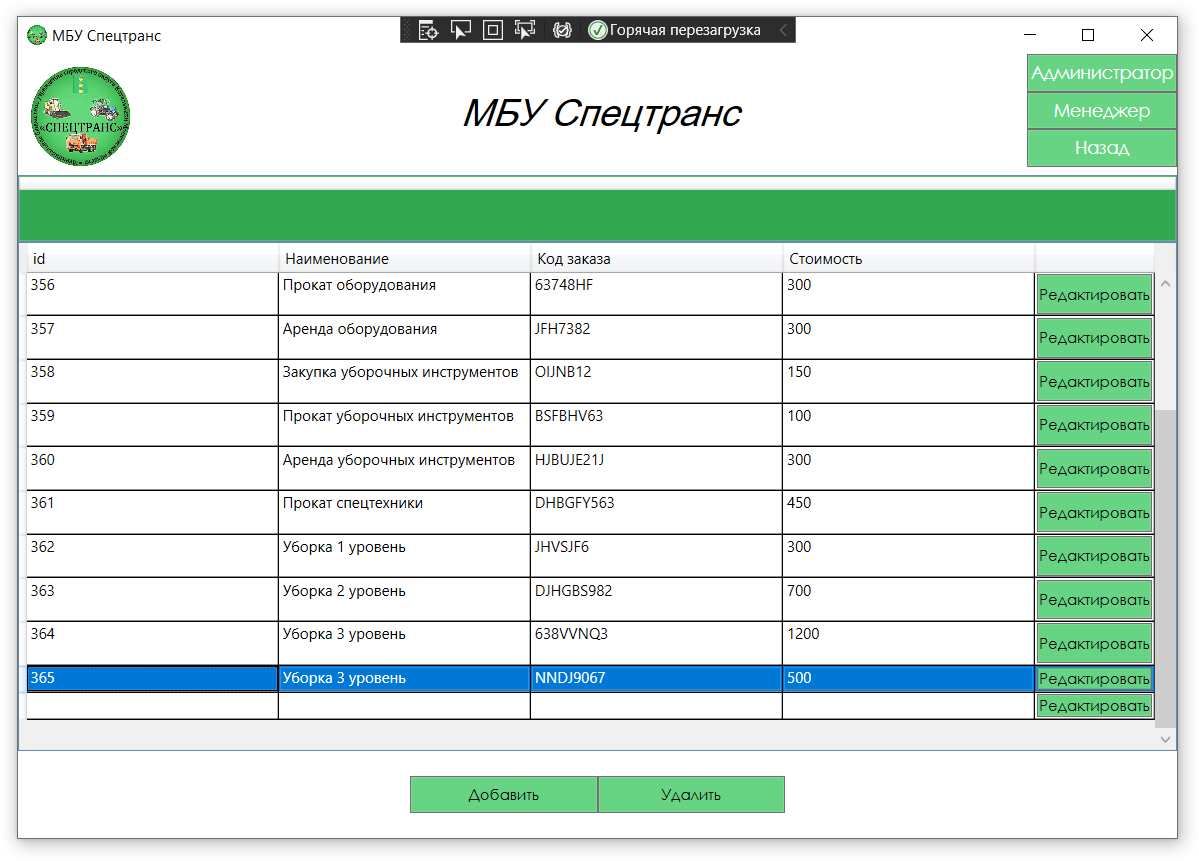 МБУ Спецтранс
Горячая перезагрузка
Администратор
Менеджер
Назад
«СПЕЦТРАНС»
МБУ Спецтранс
id Наименование Код заказа Стоимость
356 Прокат оборудования 63748HF 300 Редактировать
357 Аренда оборудования JFH7382 300 Редактировать
358 Закупка уборочных инструментов OIJNB12 150 Редактировать
359 Прокат уборочных инструментов BSFBHV63 100 Редактировать
360 Аренда уборочных инструментов HJBUJE21J 300 Редактировать
361 Прокат спецтехники DHBGFY563 450 Редактировать
362 Уборка 1 уровень JHVSJF6 300 Редактировать
363 Уборка 2 уровень DJHGBS982 700 Редактировать
364 Уборка 3 уровень 638VVNQ3 1200 Редактировать
365 Уборка 3 уровень NNDJ9067 500 Редактировать
Редактировать
Добавить Удалить